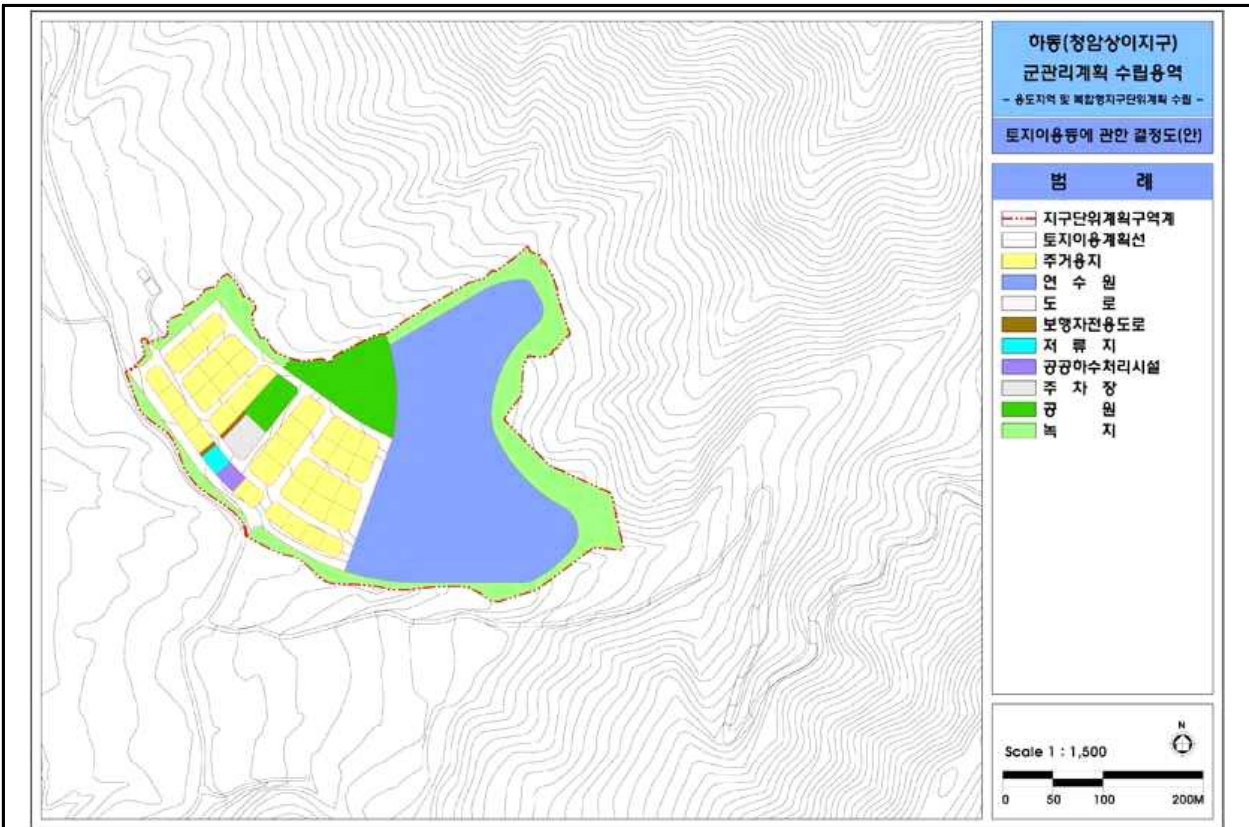 하동(청암상이지구)
군관리계획 수립용역
- 용도지역 및 복합형지구단위계획 수립 -
토지이용등에 관한 결정도(안)
범 례
지구단위계획구역계
토지이용계획선
주거용지
연 수 원
도 로
보행자전용도로
저 류 지
공공하수처리시설
주 차 장
공 원
녹 지
N
Scale 1 : 1,500
0 50 100 200M